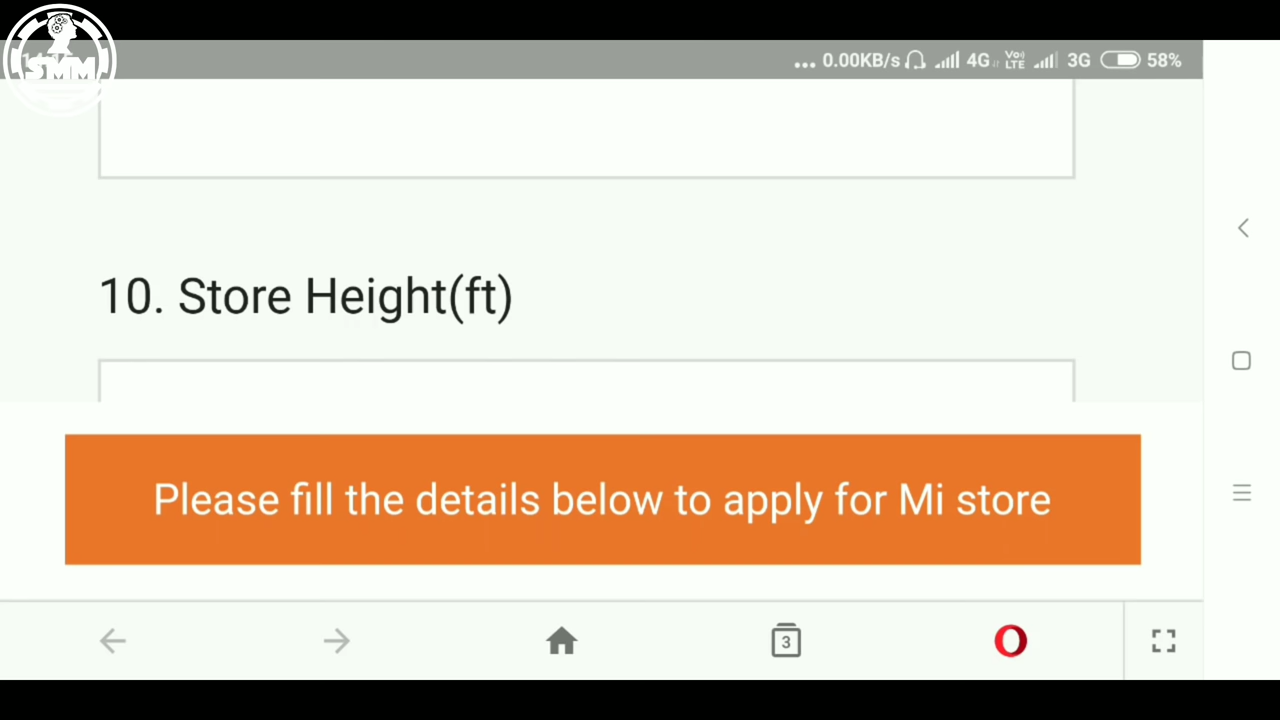 SMM
... 0.00KB/s 4G Vo) LTE 3G 58%
10. Store Height(ft)
Please fill the details below to apply for Mi store
3